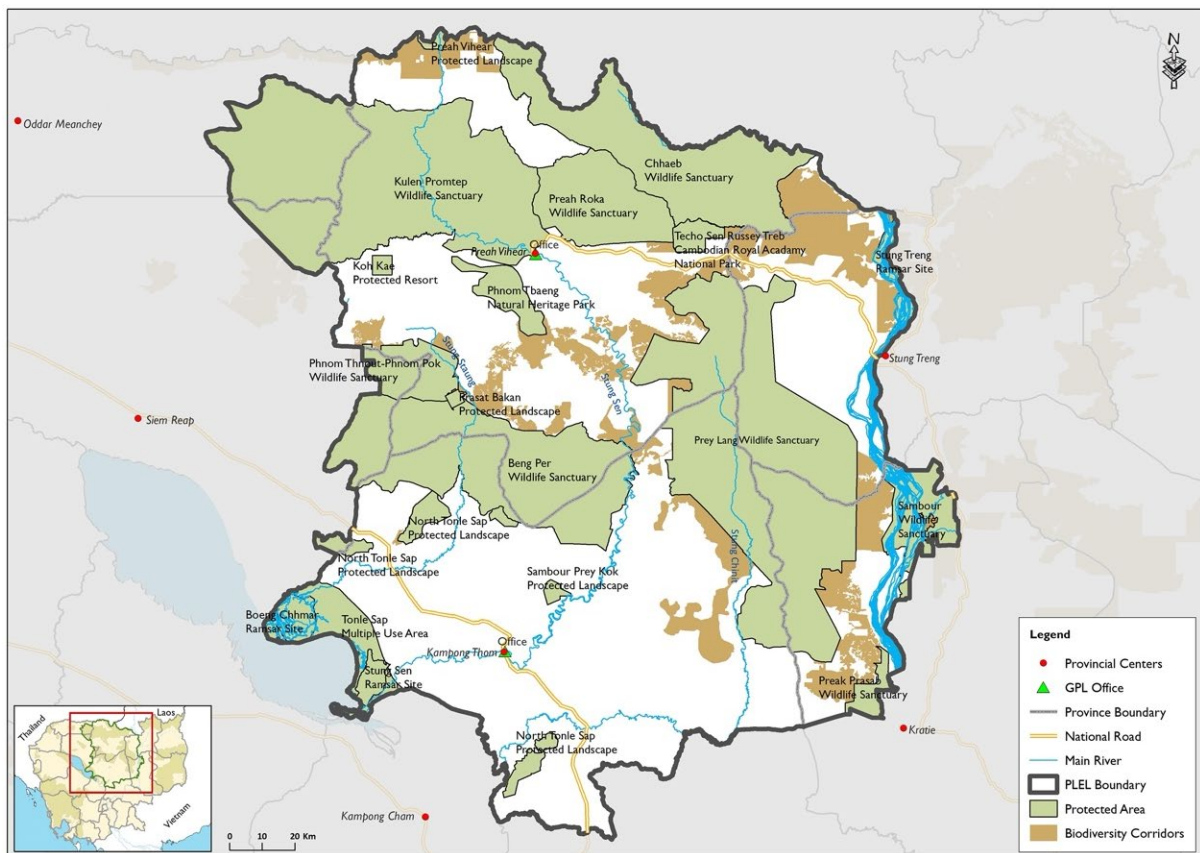 N
Preah Vihear
Protected Landscape
Oddar Meanchey
Chhaeb
Wildlife Sanctuary
Kulen Promtep
Wildlife Sanctuary
Preah Roka
Wildlife Sanctuary
Techo Sen Russey Treb
Cambodian Royal Acadamy
National Park
Office
Preah Vihear
Stung Treng
Ramsar Site
Koh Kae
Protected Resort
Phnom Tbaeng
Natural Heritage Park
Stung Treng
Phnom Thnout-Phnom Pok
Wildlife Sanctuary
Stung Staung
Stung Sen
Prasat Bakan
Protected Landscape
Siem Reap
Prey Lang Wildlife Sanctuary
Beng Per
Wildlife Sanctuary
Sambour
Wildlife
Sanctuary
North Tonle Sap
Protected Landscape
Stung Chinit
North Tonle Sap
Protected Landscape
Sambour Prey Kok
Protected Landscape
Boeng Chhmar
Ramsar Site
Tonle Sap
Multiple Use Area
Office
Kampong Thom
Stung Sen
Ramsar Site
Preak Prasab
Wildlife Sanctuary
Kratie
North Tonle Sap
Protected Landscape
Kampong Cham
Thailand
Laos
Vietnam
0 10 20 Km
Legend
Provincial Centers
GPL Office
Province Boundary
National Road
Main River
PLEL Boundary
Protected Area
Biodiversity Corridors